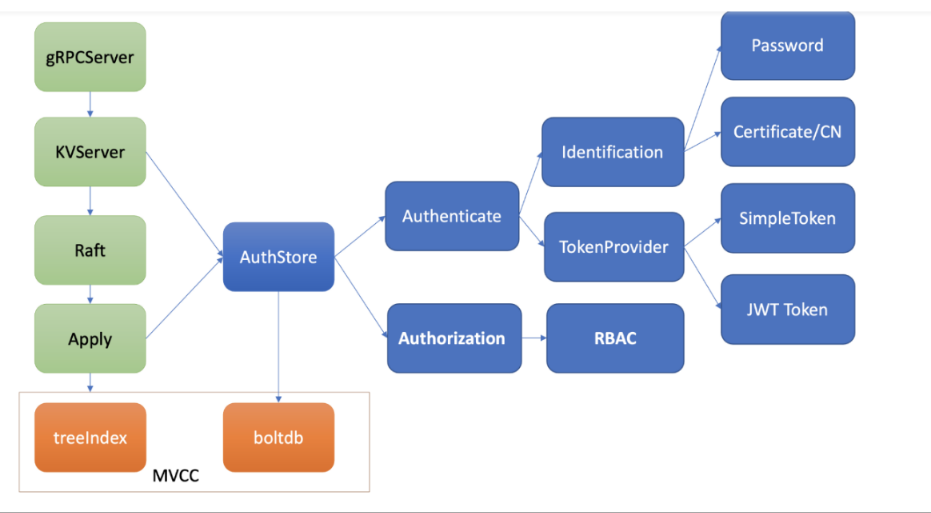 gRPCServer
KVServer
Raft
Apply
treeIndex
boltdb
MVCC
AuthStore
Authenticate
Authorization
Identification
TokenProvider
RBAC
Password
Certificate/CN
SimpleToken
JWT Token